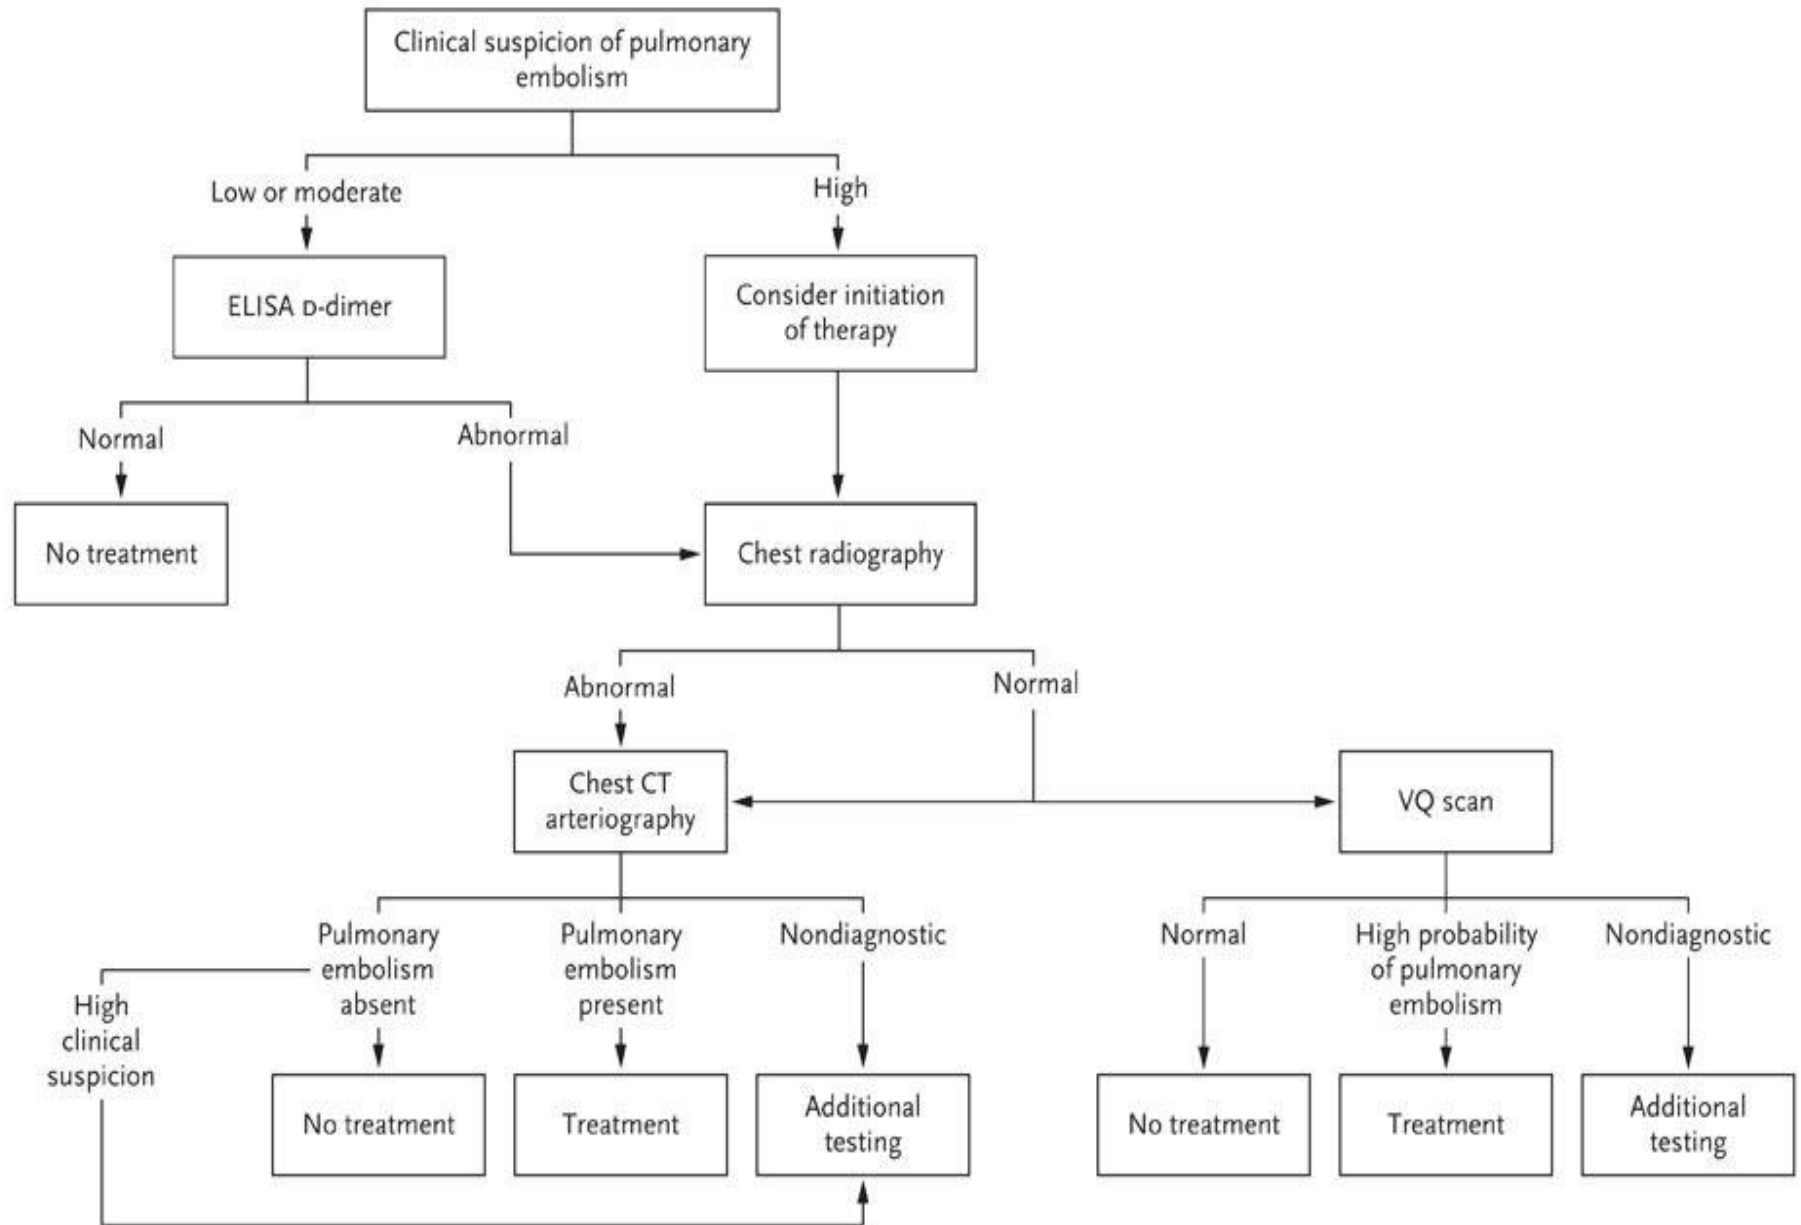 Clinical suspicion of pulmonary
embolism
Low or moderate
High
ELISA D-dimer
Consider initiation
of therapy
Normal
Abnormal
No treatment
Chest radiography
Abnormal
Normal
Chest CT
arteriography
VQ scan
Pulmonary
embolism
absent
Pulmonary
embolism
present
Nondiagnostic
Normal
High probability
of pulmonary
embolism
Nondiagnostic
High
clinical
suspicion
No treatment
Treatment
Additional
testing
No treatment
Treatment
Additional
testing